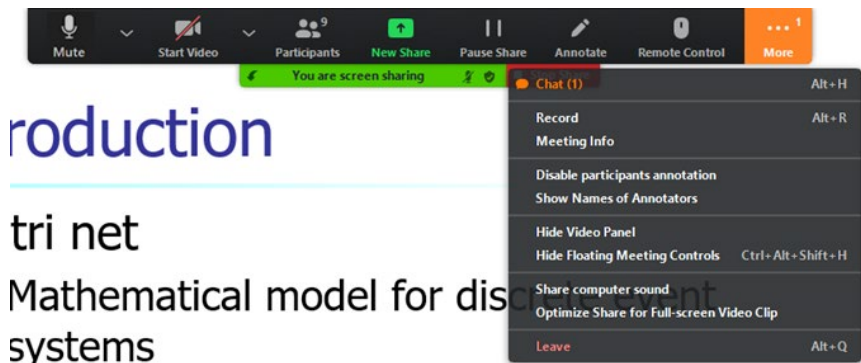 9
1
Mute
Start Video
Participants
New Share
Pause Share
Annotate
Remote Control
More
You are screen sharing
Chat (1) Alt+H
Record Alt+R
Meeting Info
Disable participants annotation
Show Names of Annotators
Hide Video Panel
Hide Floating Meeting Controls Ctrl+Alt+Shift+H
Share computer sound
Optimize Share for Full-screen Video Clip
Leave Alt+Q
roduction
tri net
Mathematical model for discrete event
systems